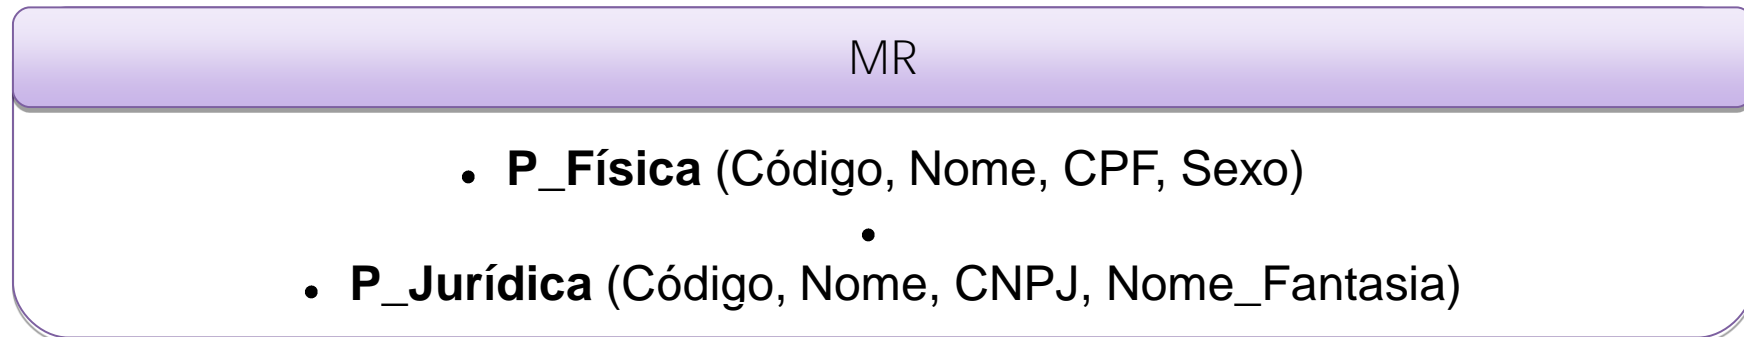 MR
• P_Física (Código, Nome, CPF, Sexo)
•
• P_Jurídica (Código, Nome, CNPJ, Nome_Fantasia)